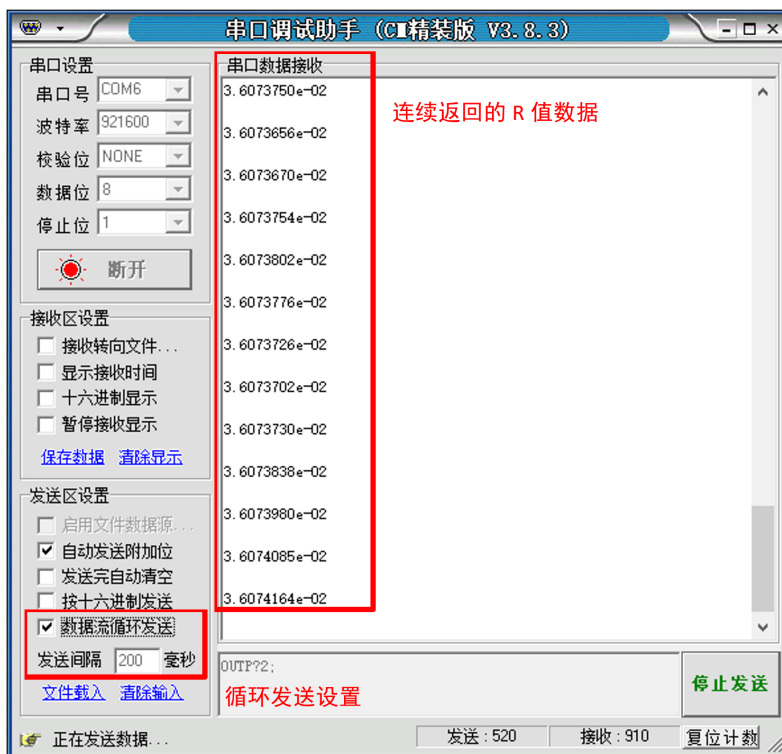 串口调试助手 (CM精装版 V3.8.3)
串口设置
串口号 COM6
波特率 921600
校验位 NONE
数据位 8
停止位 1
断开
接收区设置
接收转向文件...
显示接收时间
十六进制显示
暂停接收显示
保存数据 清除显示
发送区设置
启用文件数据源...
自动发送附加位
发送完自动清空
按十六进制发送
数据流循环发送
发送间隔 200 毫秒
文件载入 清除输入
串口数据接收
3.6073750e-02
3.6073656e-02
3.6073670e-02
3.6073754e-02
3.6073802e-02
3.6073776e-02
3.6073726e-02
3.6073702e-02
3.6073730e-02
3.6073838e-02
3.6073980e-02
3.6074085e-02
3.6074164e-02
连续返回的 R 值数据
OUTP?2;
循环发送设置
停止发送
正在发送数据...
发送:520
接收:910
复位计数